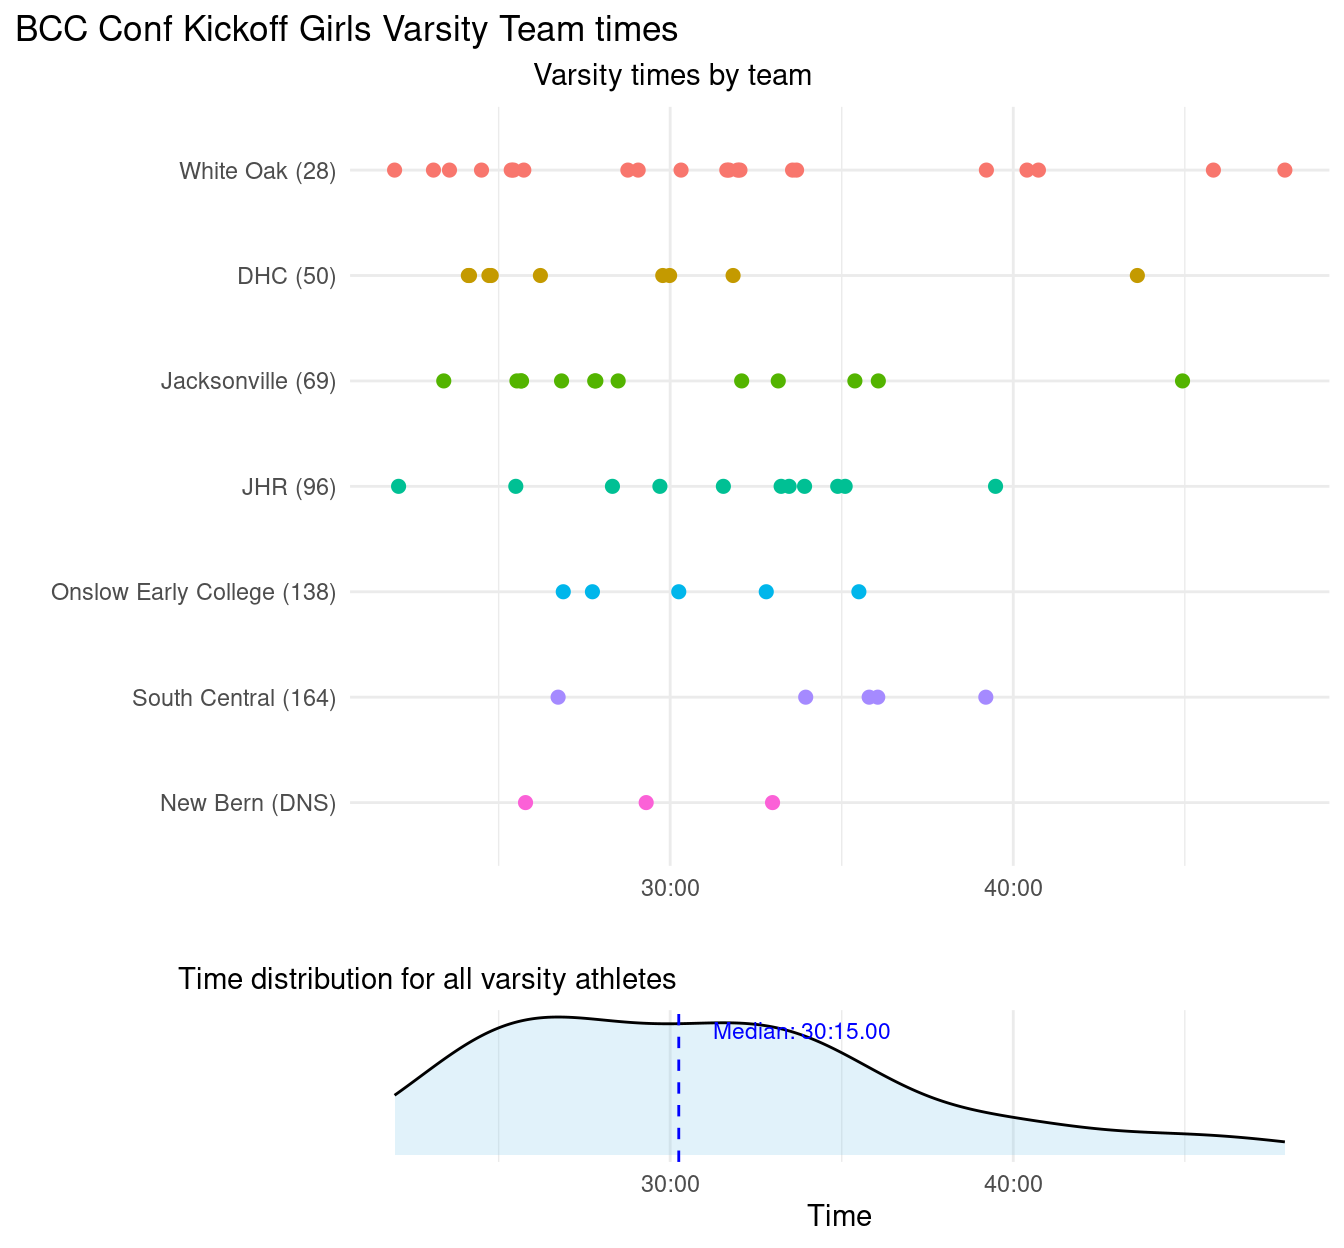 BCC Conf Kickoff Girls Varsity Team times
Varsity times by team
White Oak (28)
DHC (50)
Jacksonville (69)
JHR (96)
Onslow Early College (138)
South Central (164)
New Bern (DNS)
30:00 40:00
Time distribution for all varsity athletes
Median: 30:15.00
30:00 40:00
Time